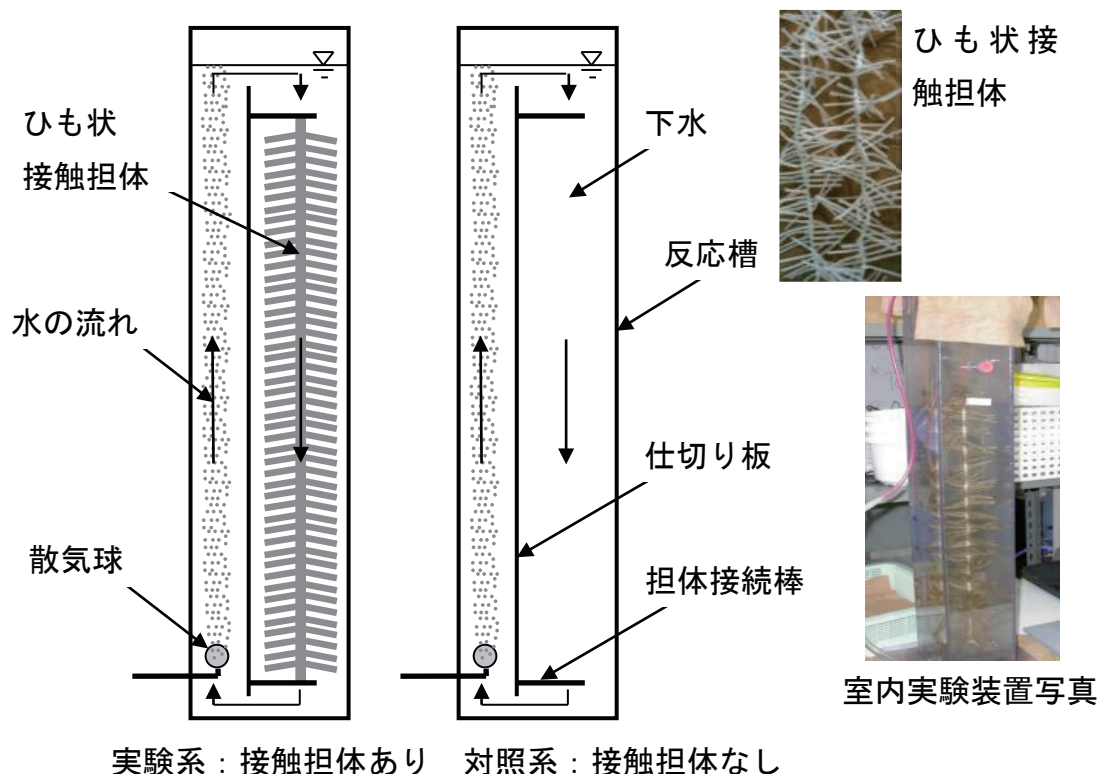 ひも状
接触担体
水の流れ
散気球
下水
反応槽
仕切り板
担体接続棒
ひも状接
触担体
室内実験装置写真
実験系：接触担体あり
対照系：接触担体なし